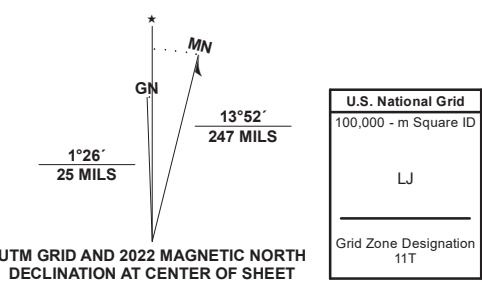 MN
GN
13°52´
247 MILS
1°26´
25 MILS
UTM GRID AND 2022 MAGNETIC NORTH
DECLINATION AT CENTER OF SHEET
U.S. National Grid
100,000 - m Square ID
LJ
Grid Zone Designation
11T